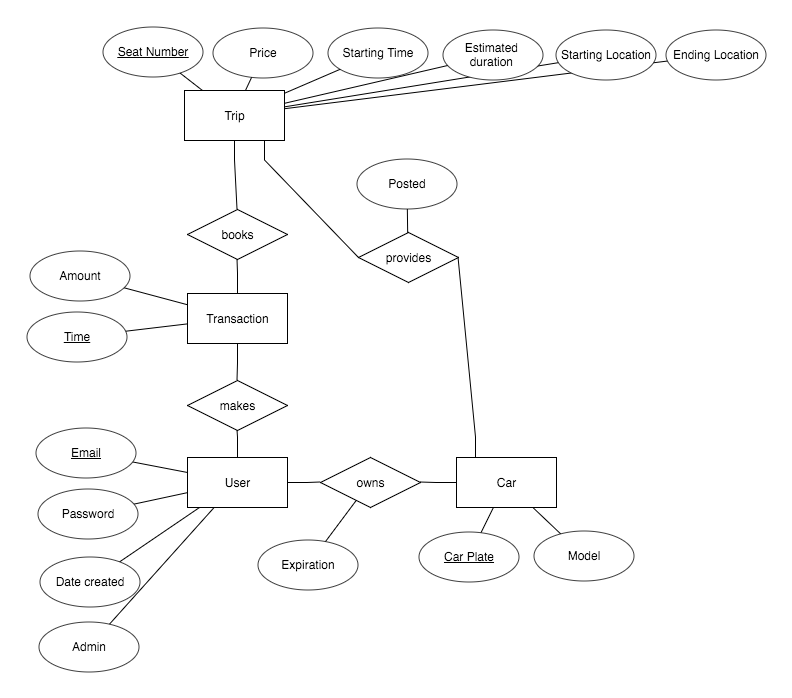 Seat Number
Price
Starting Time
Estimated
duration
Starting Location
Ending Location
Trip
Posted
books
provides
Amount
Transaction
Time
makes
Email
User
owns
Car
Password
Car Plate
Model
Expiration
Date created
Admin